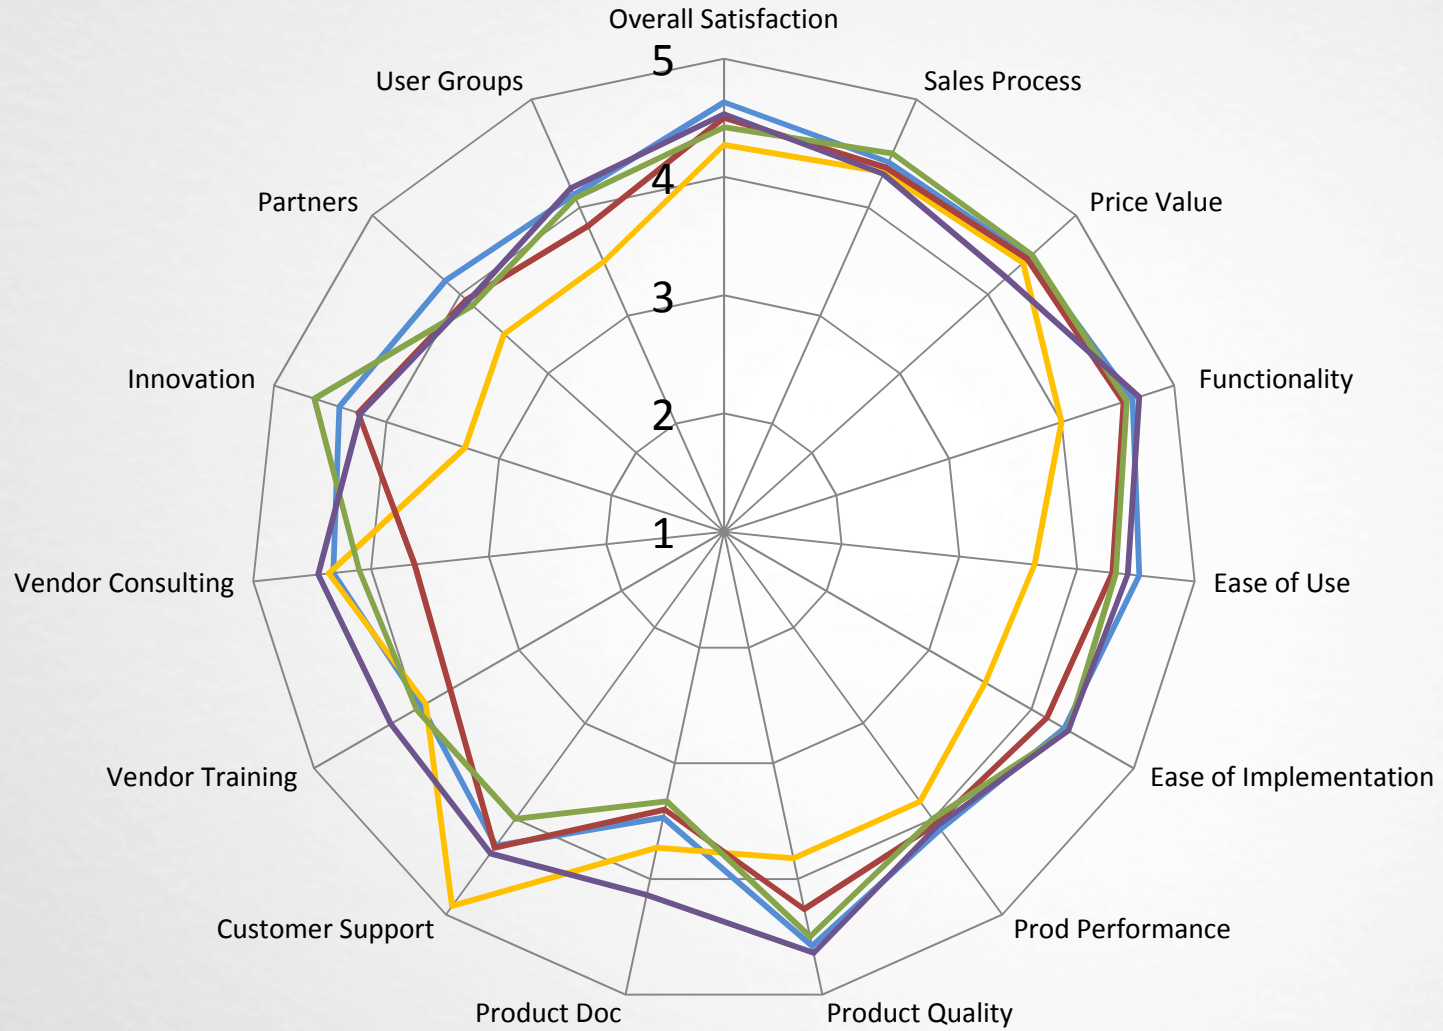 Overall Satisfaction
5
User Groups
Sales Process
4
Partners
Price Value
3
Innovation
Functionality
2
1
Vendor Consulting
Ease of Use
Vendor Training
Ease of Implementation
Customer Support
Prod Performance
Product Doc
Product Quality